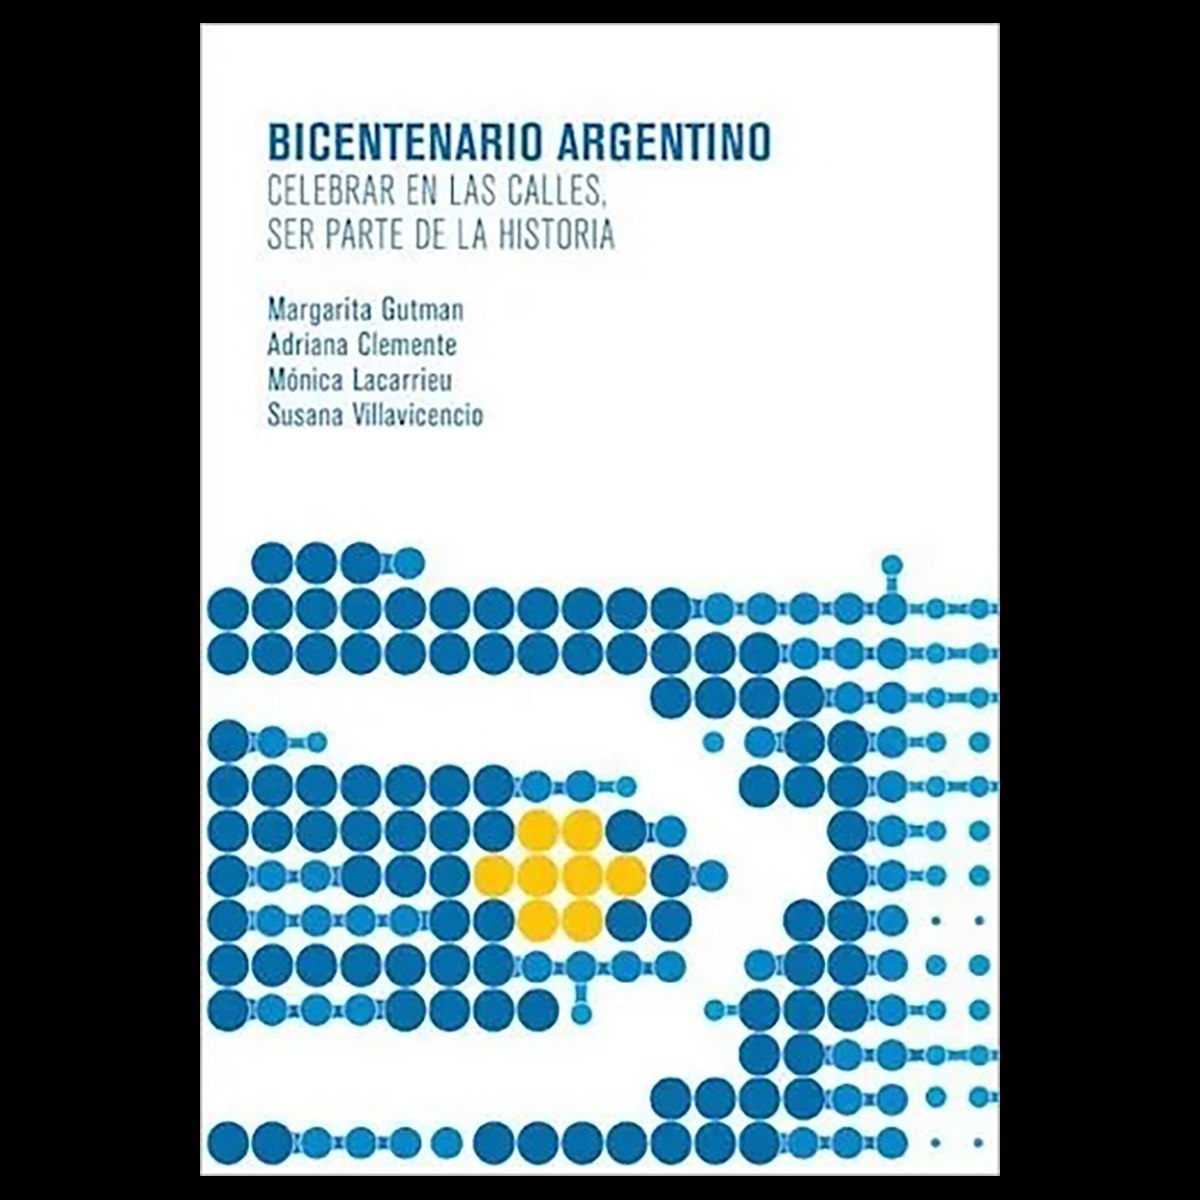 BICENTENARIO ARGENTINO
CELEBRAR EN LAS CALLES,
SER PARTE DE LA HISTORIA
Margarita Gutman
Adriana Clemente
Mónica Lacarrieu
Susana Villavicencio